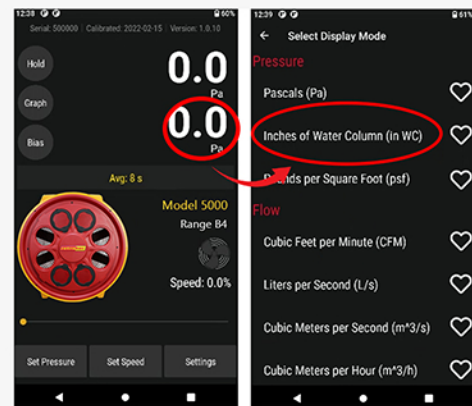 12:38
60%
Serial: 500000 | Calibrated: 2022-02-15 | Version: 1.0.10
Hold
0.0
Pa
Graph
0.0
Pa
Bias
Avg: 8 s
Model 5000
Range B4
Speed: 0.0%
Set Pressure
Set Speed
Settings
12:39
61%
Select Display Mode
Pressure
Pascals (Pa)
Inches of Water Column (in WC)
Pounds per Square Foot (psf)
Flow
Cubic Feet per Minute (CFM)
Liters per Second (L/s)
Cubic Meters per Second (m^3/s)
Cubic Meters per Hour (m^3/h)